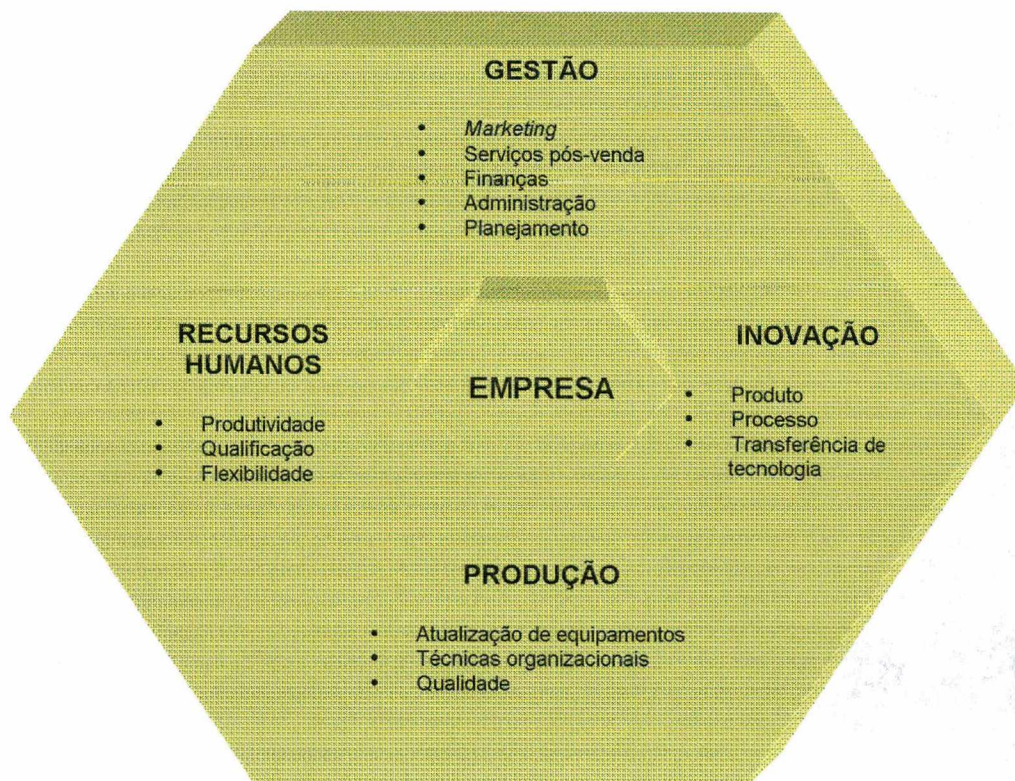 GESTÃO
• Marketing
• Serviços pós-venda
• Finanças
• Administração
• Planejamento
RECURSOS
HUMANOS
• Produtividade
• Qualificação
• Flexibilidade
EMPRESA
INOVAÇÃO
• Produto
• Processo
• Transferência de
tecnologia
PRODUÇÃO
• Atualização de equipamentos
• Técnicas organizacionais
• Qualidade